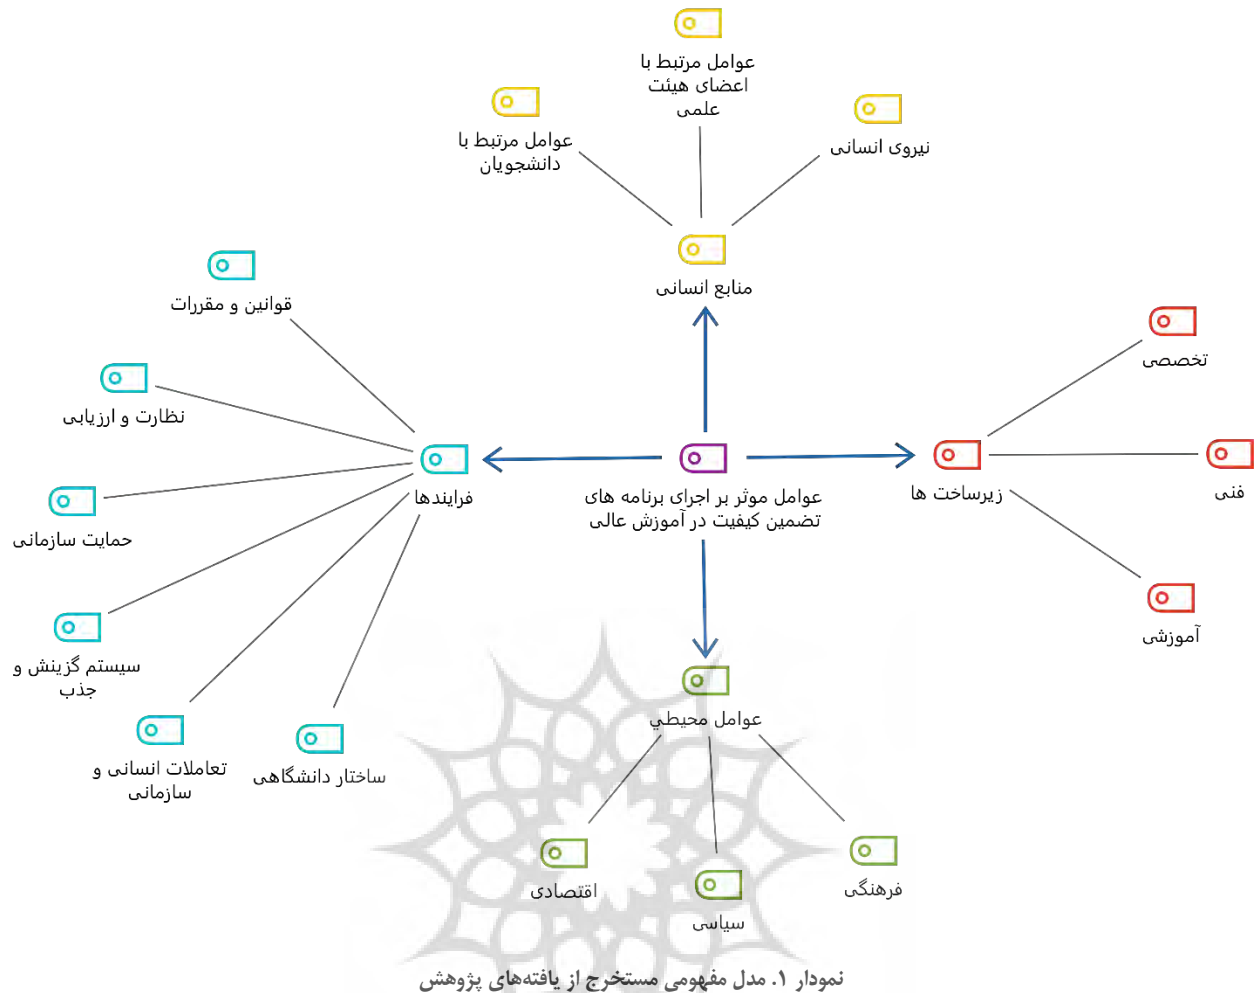 عوامل مرتبط با
اعضای هیئت
علمی
عوامل مرتبط با
دانشجویان
نیروی انسانی
منابع انسانی
قوانین و مقررات
نظارت و ارزیابی
حمایت سازمانی
سیستم گزینش و
جذب
تعاملات انسانی و
سازمانی
ساختار دانشگاهی
فرایندها
عوامل موثر بر اجرای برنامه های
تضمین کیفیت در آموزش عالی
زیرساخت ها
تخصصی
فنی
آموزشی
عوامل محيطي
اقتصادی
سیاسی
فرهنگی
نمودار ۱. مدل مفهومی مستخرج از یافته‌های پژوهش